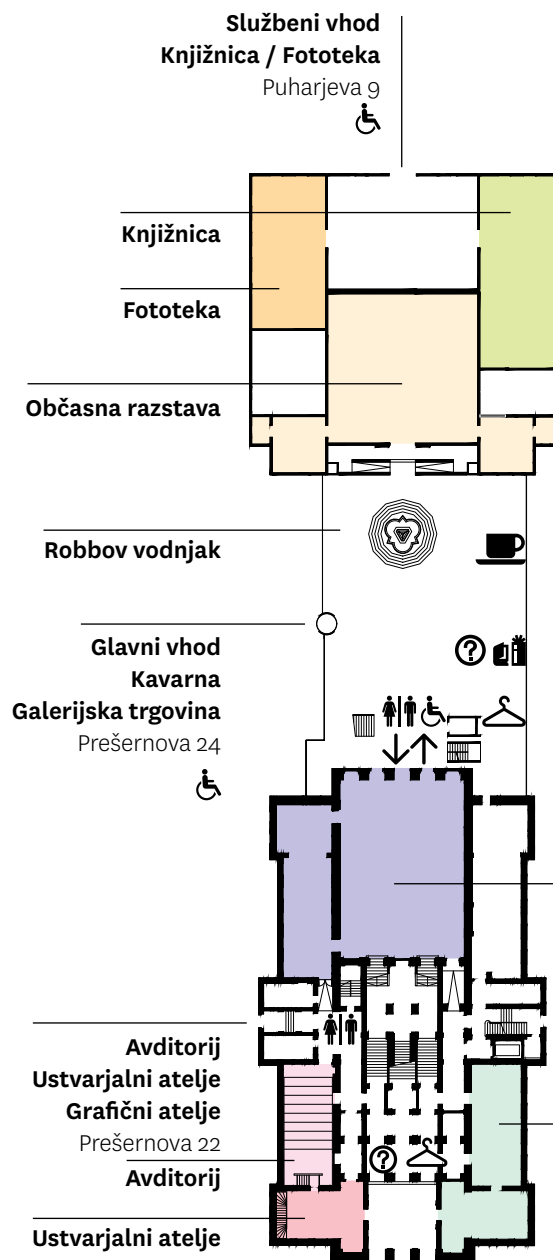 Službeni vhod
Knjižnica / Fototeka
Puharjeva 9
Knjižnica
Fototeka
Občasna razstava
Robbov vodnjak
Glavni vhod
Kavarna
Galerijska trgovina
Prešernova 24
Avditorij
Ustvarjalni atelje
Grafični atelje
Prešernova 22
Avditorij
Ustvarjalni atelje